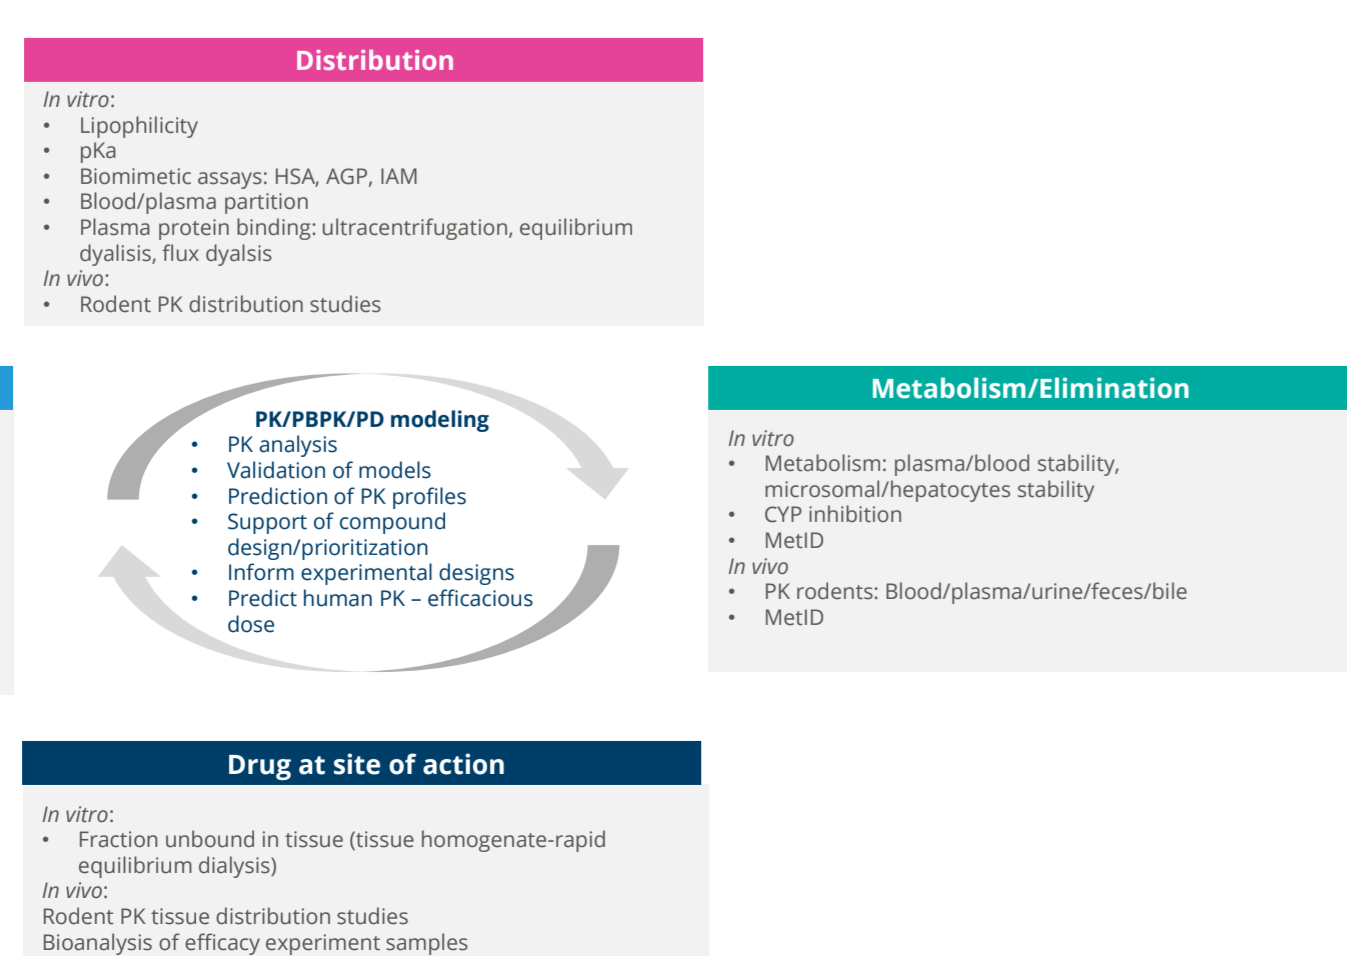 Distribution
In vitro:
• Lipophilicity
• pKa
• Biomimetic assays: HSA, AGP, IAM
• Blood/plasma partition
• Plasma protein binding: ultracentrifugation, equilibrium
dyalisis, flux dyalsis
In vivo:
• Rodent PK distribution studies
PK/PBPK/PD modeling
• PK analysis
• Validation of models
• Prediction of PK profiles
• Support of compound
design/prioritization
• Inform experimental designs
• Predict human PK – efficacious
dose
Metabolism/Elimination
In vitro
• Metabolism: plasma/blood stability,
microsomal/hepatocytes stability
• CYP inhibition
• MetID
In vivo
• PK rodents: Blood/plasma/urine/feces/bile
• MetID
Drug at site of action
In vitro:
• Fraction unbound in tissue (tissue homogenate-rapid
equilibrium dialysis)
In vivo:
Rodent PK tissue distribution studies
Bioanalysis of efficacy experiment samples